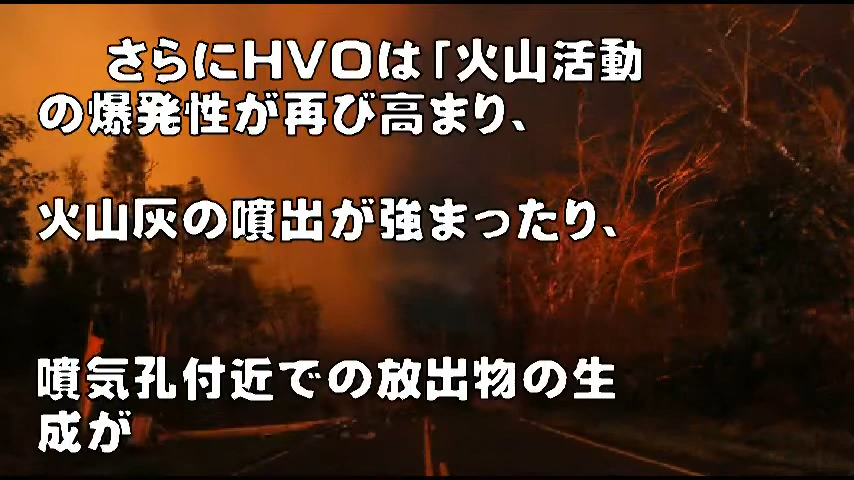 さらにHVOは「火山活動
の爆発性が再び高まり、
火山灰の噴出が強まったり、
噴気孔付近での放出物の生
成が